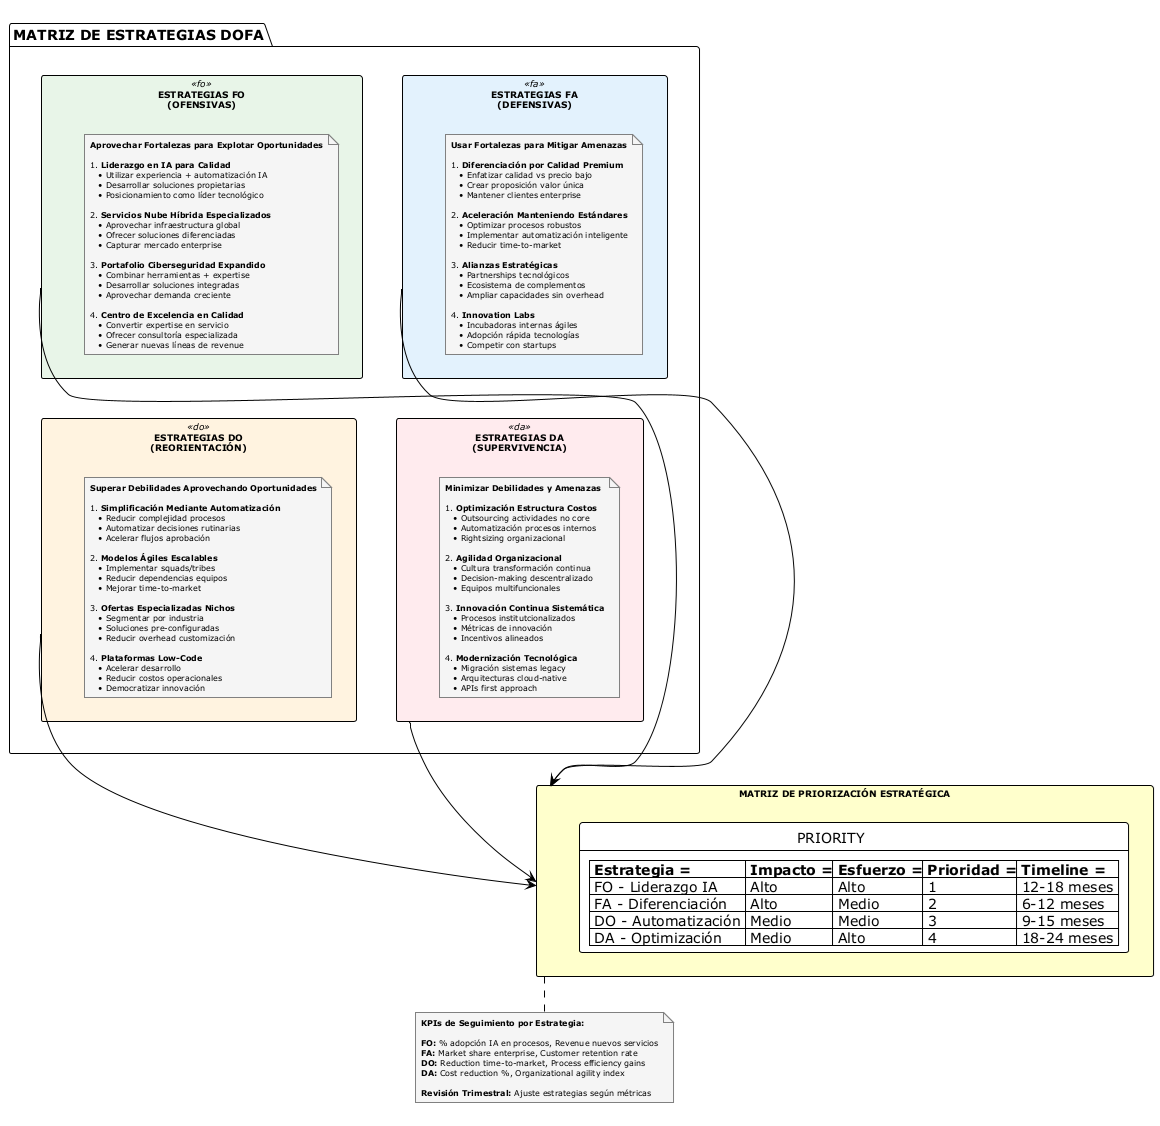 MATRIZ DE ESTRATEGIAS DOFA
«fo»
ESTRATEGIAS FO
(OFENSIVAS)
Aprovechar Fortalezas para Explotar Oportunidades
1. Liderazgo en IA para Calidad
• Utilizar experiencia + automatización IA
• Desarrollar soluciones propietarias
• Posicionamiento como líder tecnológico
2. Servicios Nube Híbrida Especializados
• Aprovechar infraestructura global
• Ofrecer soluciones diferenciadas
• Capturar mercado enterprise
3. Portafolio Ciberseguridad Expandido
• Combinar herramientas + expertise
• Desarrollar soluciones integradas
• Aprovechar demanda creciente
4. Centro de Excelencia en Calidad
• Convertir expertise en servicio
• Ofrecer consultoría especializada
• Generar nuevas líneas de revenue
«fa»
ESTRATEGIAS FA
(DEFENSIVAS)
Usar Fortalezas para Mitigar Amenazas
1. Diferenciación por Calidad Premium
• Enfatizar calidad vs precio bajo
• Crear proposición valor única
• Mantener clientes enterprise
2. Aceleración Manteniendo Estándares
• Optimizar procesos robustos
• Implementar automatización inteligente
• Reducir time-to-market
3. Alianzas Estratégicas
• Partnerships tecnológicos
• Ecosistema de complementos
• Ampliar capacidades sin overhead
4. Innovation Labs
• Incubadoras internas ágiles
• Adopción rápida tecnologías
• Competir con startups
«do»
ESTRATEGIAS DO
(REORIENTACIÓN)
Superar Debilidades Aprovechando Oportunidades
1. Simplificación Mediante Automatización
• Reducir complejidad procesos
• Automatizar decisiones rutinarias
• Acelerar flujos aprobación
2. Modelos Ágiles Escalables
• Implementar squads/tribes
• Reducir dependencias equipos
• Mejorar time-to-market
3. Ofertas Especializadas Nichos
• Segmentar por industria
• Soluciones pre-configuradas
• Reducir overhead customización
4. Plataformas Low-Code
• Acelerar desarrollo
• Reducir costos operacionales
• Democratizar innovación
«da»
ESTRATEGIAS DA
(SUPERVIVENCIA)
Minimizar Debilidades y Amenazas
1. Optimización Estructura Costos
• Outsourcing actividades no core
• Automatización procesos internos
• Rightsizing organizacional
2. Agilidad Organizacional
• Cultura transformación continua
• Decision-making descentralizado
• Equipos multifuncionales
3. Innovación Continua Sistemática
• Procesos institutcionalizados
• Métricas de innovación
• Incentivos alineados
4. Modernización Tecnológica
• Migración sistemas legacy
• Arquitecturas cloud-native
• APIs first approach
MATRIZ DE PRIORIZACIÓN ESTRATÉGICA
PRIORITY
Estrategia = Impacto = Esfuerzo = Prioridad = Timeline =
FO - Liderazgo IA Alto Alto 1 12-18 meses
FA - Diferenciación Alto Medio 2 6-12 meses
DO - Automatización Medio Medio 3 9-15 meses
DA - Optimización Medio Alto 4 18-24 meses
KPIs de Seguimiento por Estrategia:
FO: % adopción IA en procesos, Revenue nuevos servicios
FA: Market share enterprise, Customer retention rate
DO: Reduction time-to-market, Process efficiency gains
DA: Cost reduction %, Organizational agility index
Revisión Trimestral: Ajuste estrategias según métricas